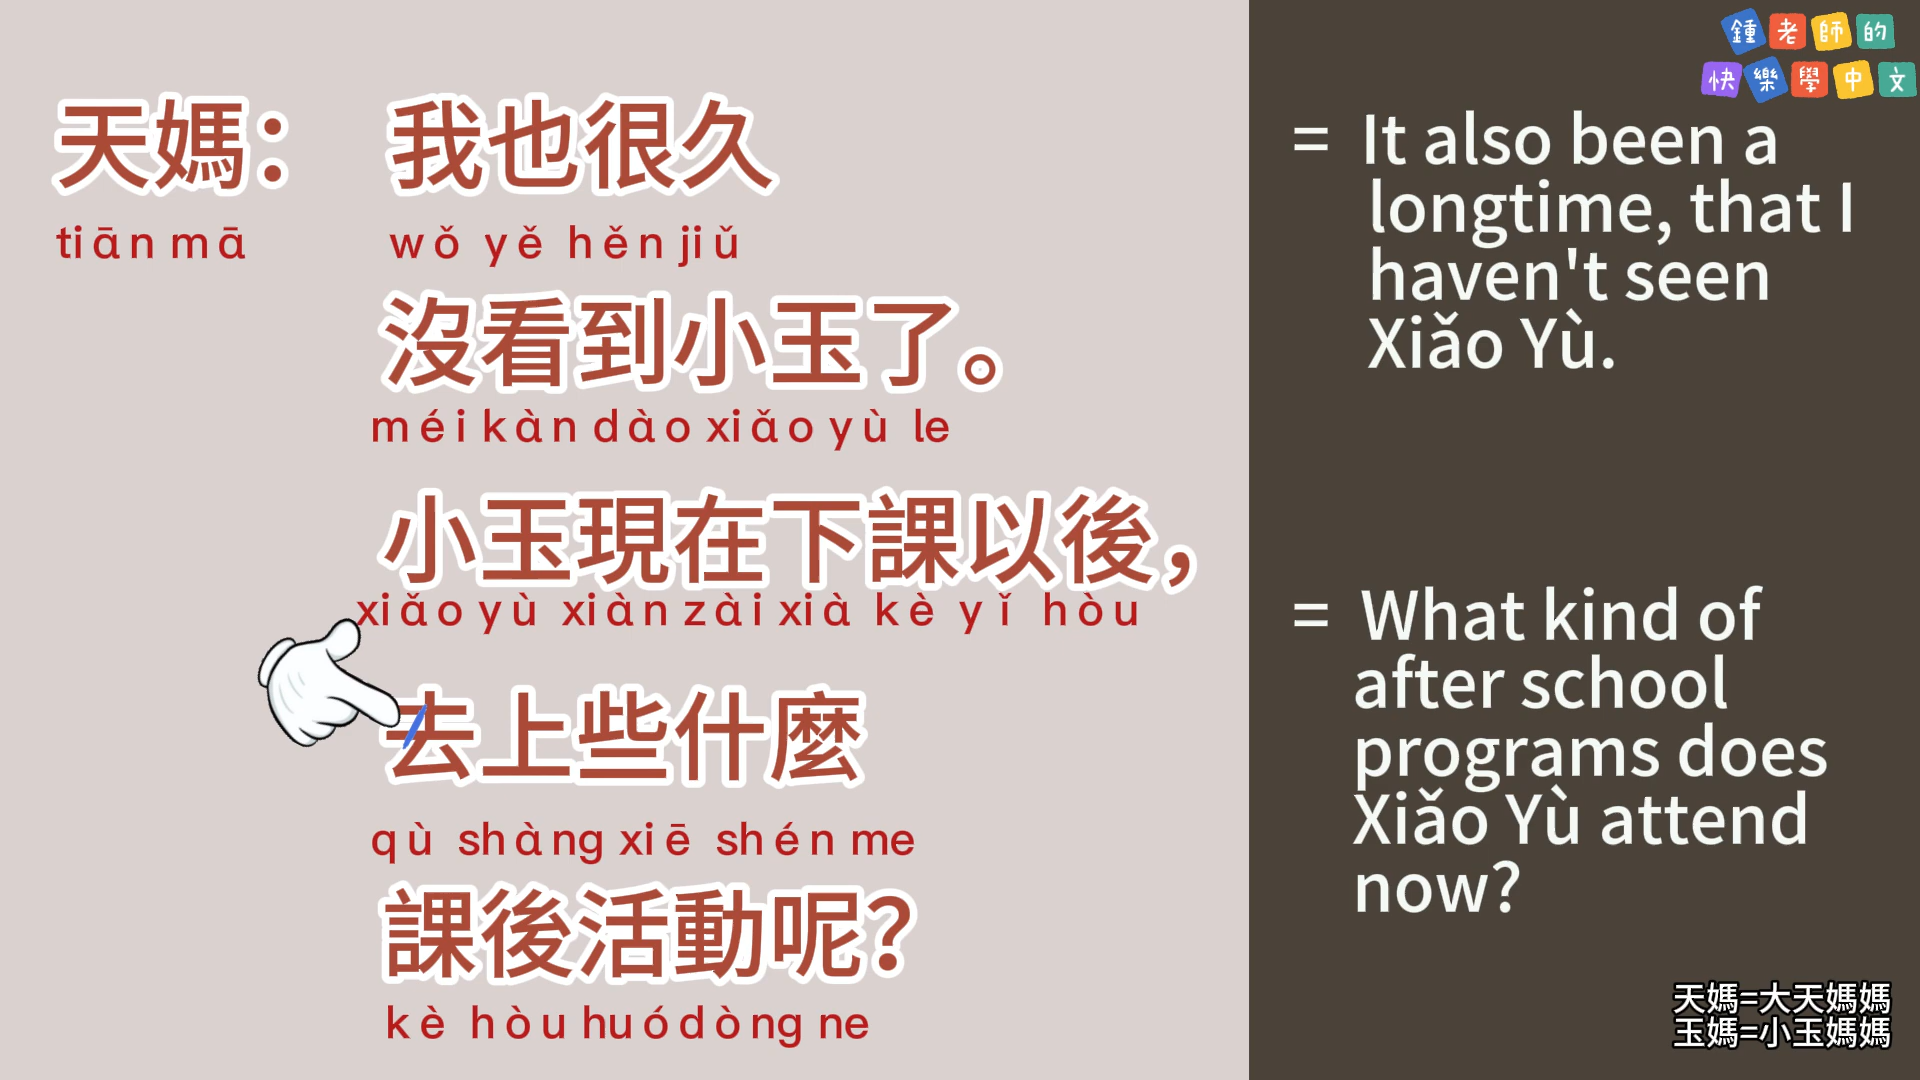 鍾老師的
快樂學中文
天媽： 我也很久
tiān mā wǒ yě hěn jiǔ
沒看到小玉了。
méi kàn dào xiǎo yù le
小玉現在下課以後，
xiǎo yù xiàn zài xià kè yǐ hòu
去上些什麼
qù shàng xiē shén me
課後活動呢？
kè hòu huó dòng ne
= It also been a
longtime, that I
haven't seen
Xiǎo Yù.
= What kind of
after school
programs does
Xiǎo Yù attend
now?
天媽=大天媽媽
玉媽=小玉媽媽